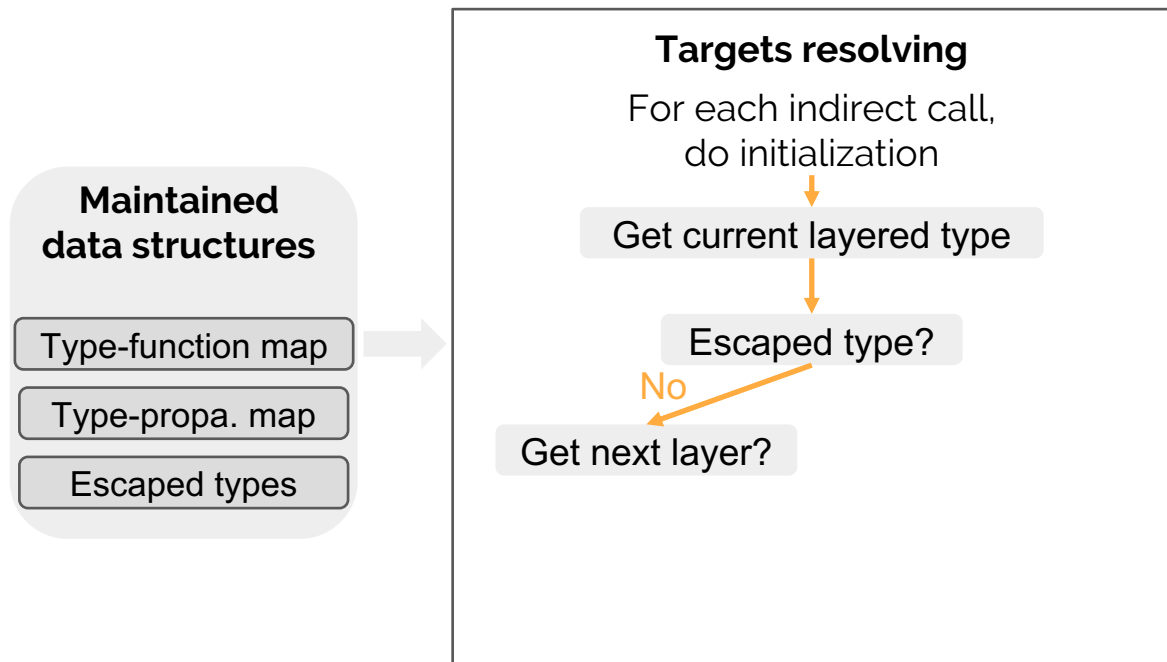 Maintained
data structures
Type-function map
Type-propa. map
Escaped types
Targets resolving
For each indirect call,
do initialization
Get current layered type
Escaped type?
No
Get next layer?